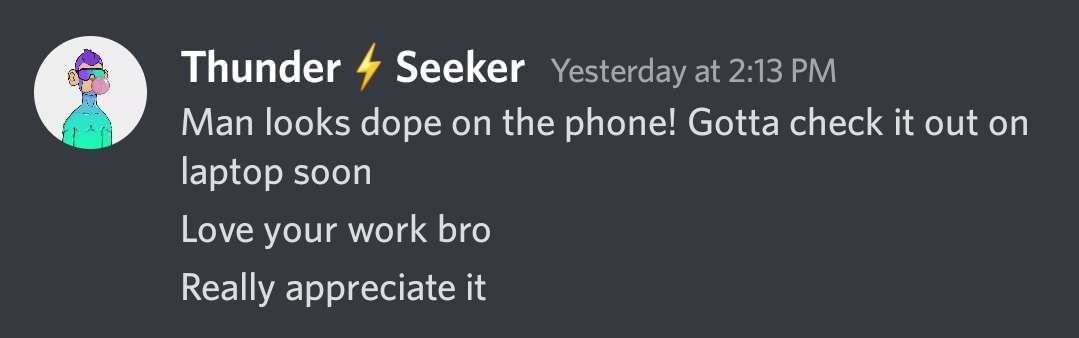 Thunder⚡Seeker Yesterday at 2:13 PM
Man looks dope on the phone! Gotta check it out on
laptop soon
Love your work bro
Really appreciate it